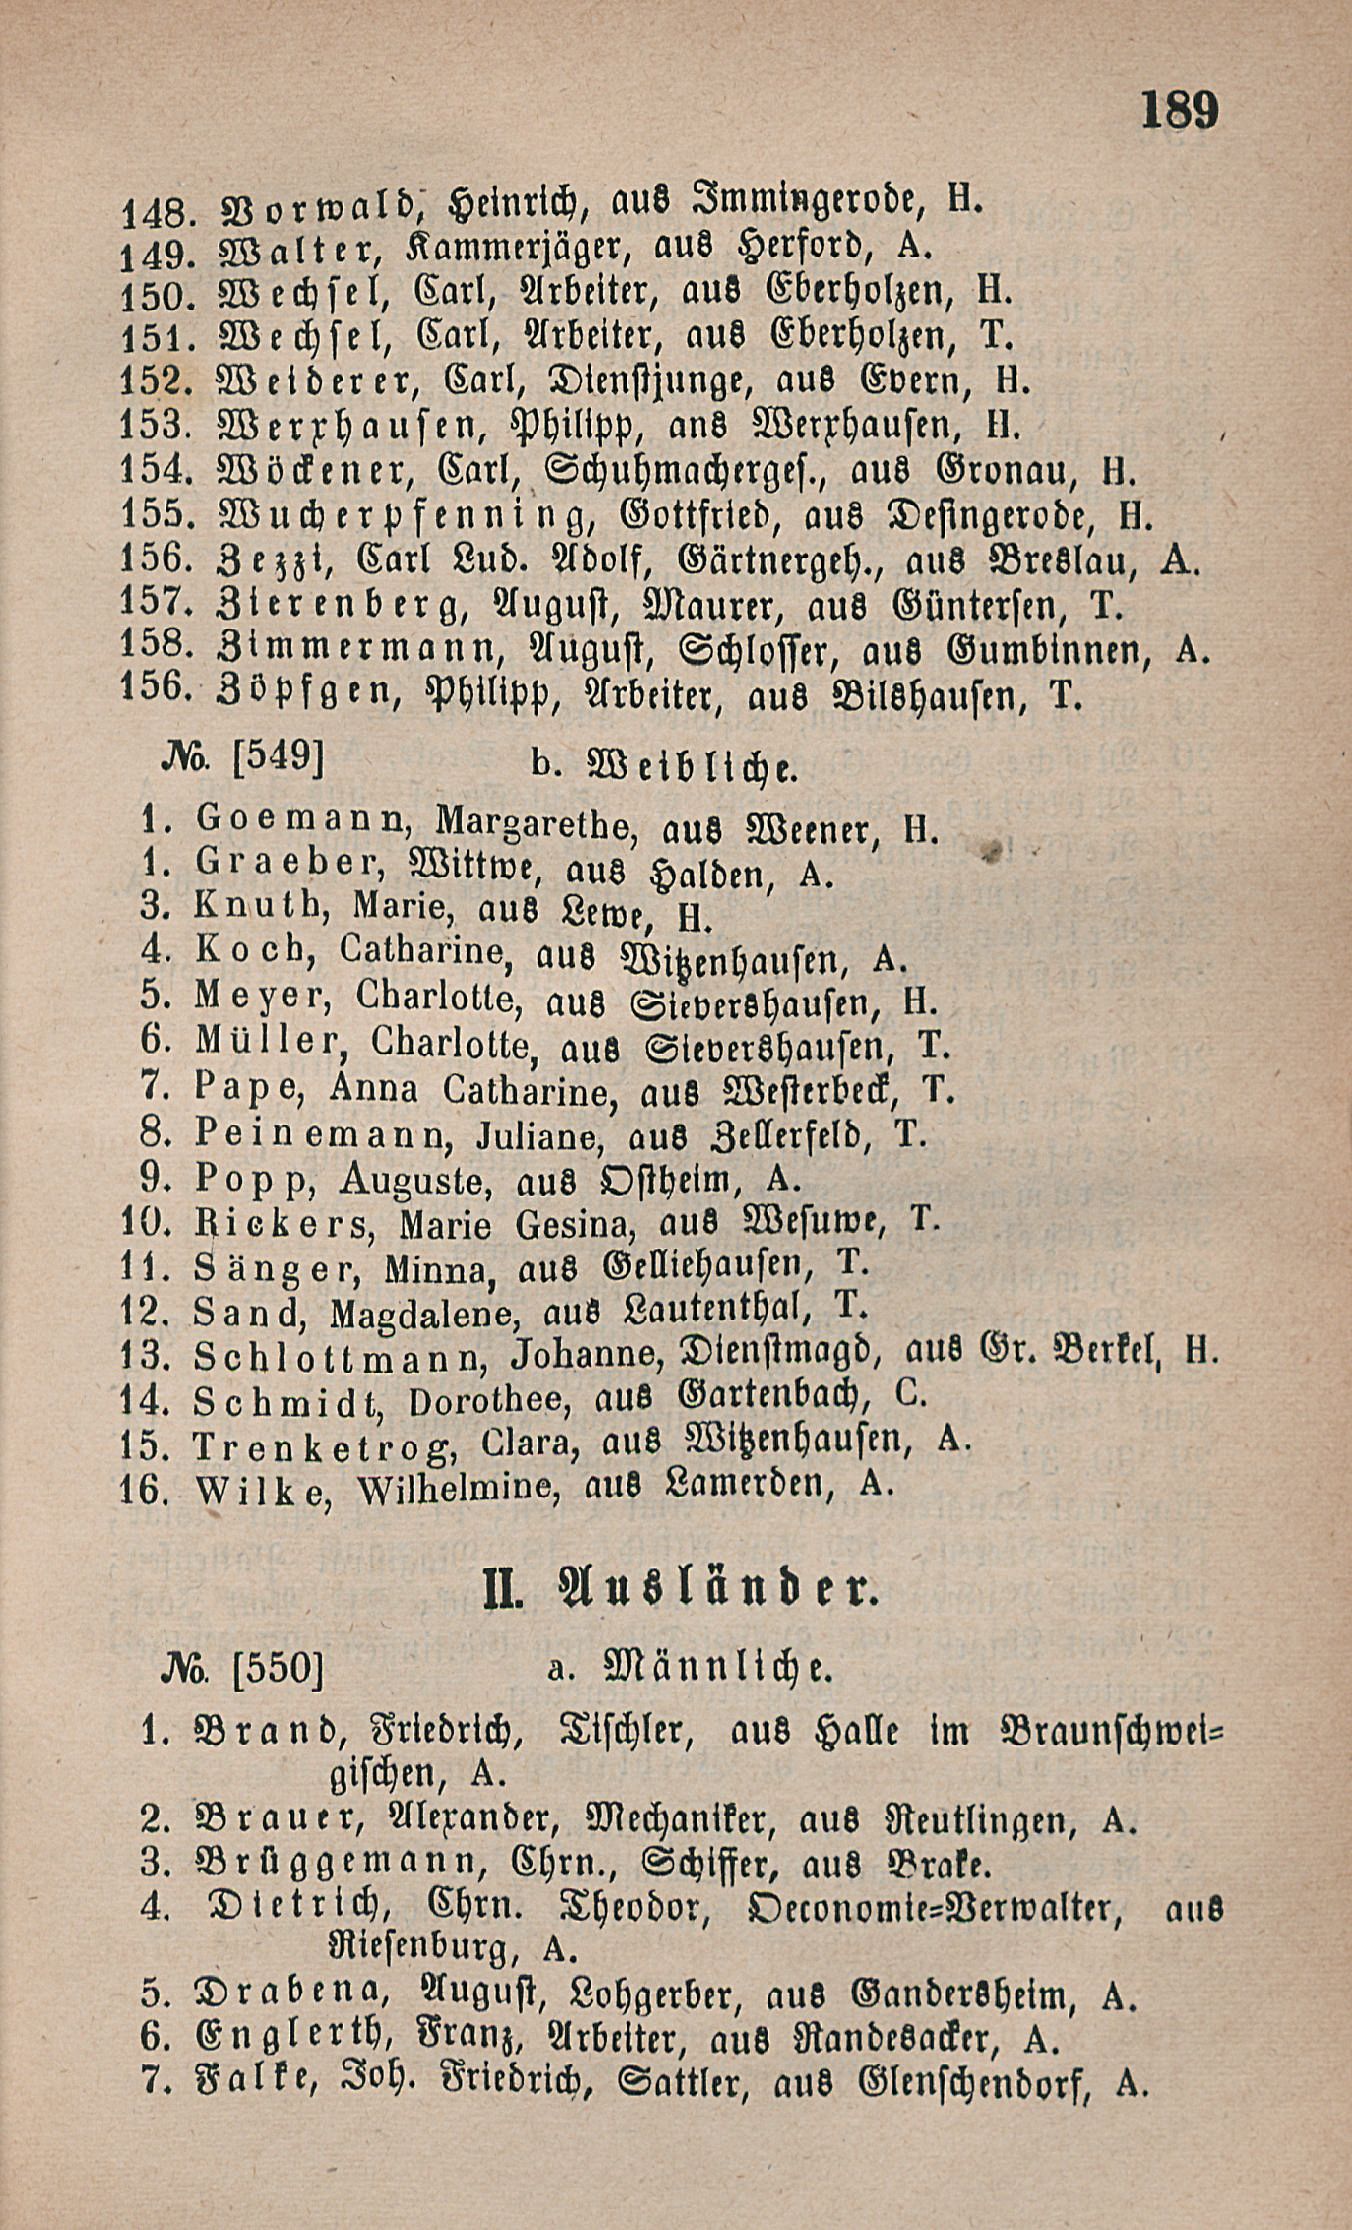 189
148. Vorwald, Heinrich, aus Immingerode, H.
149. Walter, Kammerjäger, aus Herford, A.
150. Wechsel, Carl, Arbeiter, aus Eberholzen, H.
151. Wechsel, Carl, Arbeiter, aus Eberholzen, T.
152. Weiderer, Carl, Dienstjunge, aus Evern, H.
153. Werxhausen, Philipp, ans Werxhausen, H.
154. Wöckener, Carl, Schuhmacherges., aus Gronau, H.
155. Wucherpfenning, Gottfried, aus Desingerode, H.
156. Zezzi, Carl Lud. Adolf, Gärtnergeh., aus Breslau, A.
157. Zierenberg, August, Maurer, aus Güntersen, T.
158. Zimmermann, August, Schlosser, aus Gumbinnen, A.
156. Zöpfgen, Philipp, Arbeiter, aus Bilshausen, T.
No. [549] b. Weibliche.
1. Goemann, Margarethe, aus Weener, H.
1. Graeber, Wittwe, aus Halden, A.
3. Knuth, Marie, aus Lewe, H.
4. Koch, Catharine, aus Witzenhausen, A.
5. Meyer, Charlotte, aus Sievershausen, H.
6. Müller, Charlotte, aus Sievershausen, T.
7. Pape, Anna Catharine, aus Westerbeck, T.
8. Peinemann, Juliane, aus Zellerfeld, T.
9. Popp, Auguste, aus Ostheim, A.
10. Rickers, Marie Gesina, aus Wesuwe, T.
11. Sänger, Minna, aus Gelliehausen, T.
12. Sand, Magdalene, aus Lautenthal, T.
13. Schlottmann, Johanne, Dienstmagd, aus Gr. Berkel, H.
14. Schmidt, Dorothee, aus Gartenbach, C.
15. Trenketrog, Clara, aus Witzenhausen, A.
16. Wilke, Wilhelmine, aus Lamerden, A.
II. Ausländer.
No. [550] a. Männliche.
1. Brand, Friedrich, Tischler, aus Halle im Braunschwei-
gischen, A.
2. Brauer, Alexander, Mechaniker, aus Reutlingen, A.
3. Brüggemann, Chrn., Schiffer, aus Brake.
4. Dietrich, Chrn. Theodor, Oeconomie-Verwalter, aus
Riesenburg, A.
5. Drabena, August, Lohgerber, aus Gandersheim, A.
6. Englerth, Franz, Arbeiter, aus Randesacker, A.
7. Falke, Joh. Friedrich, Sattler, aus Glenschendorf, A.